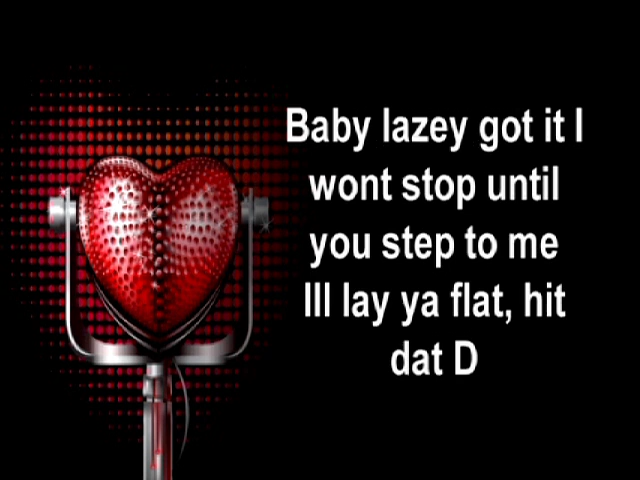 Baby lazey got it I
wont stop until
you step to me
Ill lay ya flat, hit
dat D